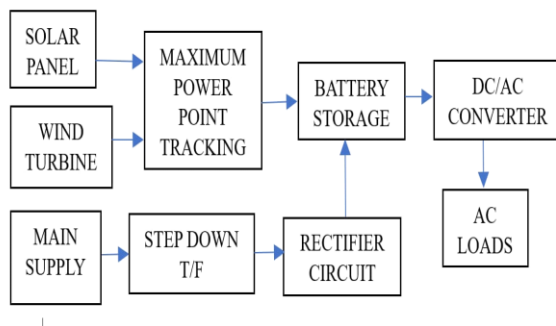 SOLAR
PANEL
WIND
TURBINE
MAXIMUM
POWER
POINT
TRACKING
BATTERY
STORAGE
DC/AC
CONVERTER
AC
LOADS
MAIN
SUPPLY
STEP DOWN
T/F
RECTIFIER
CIRCUIT